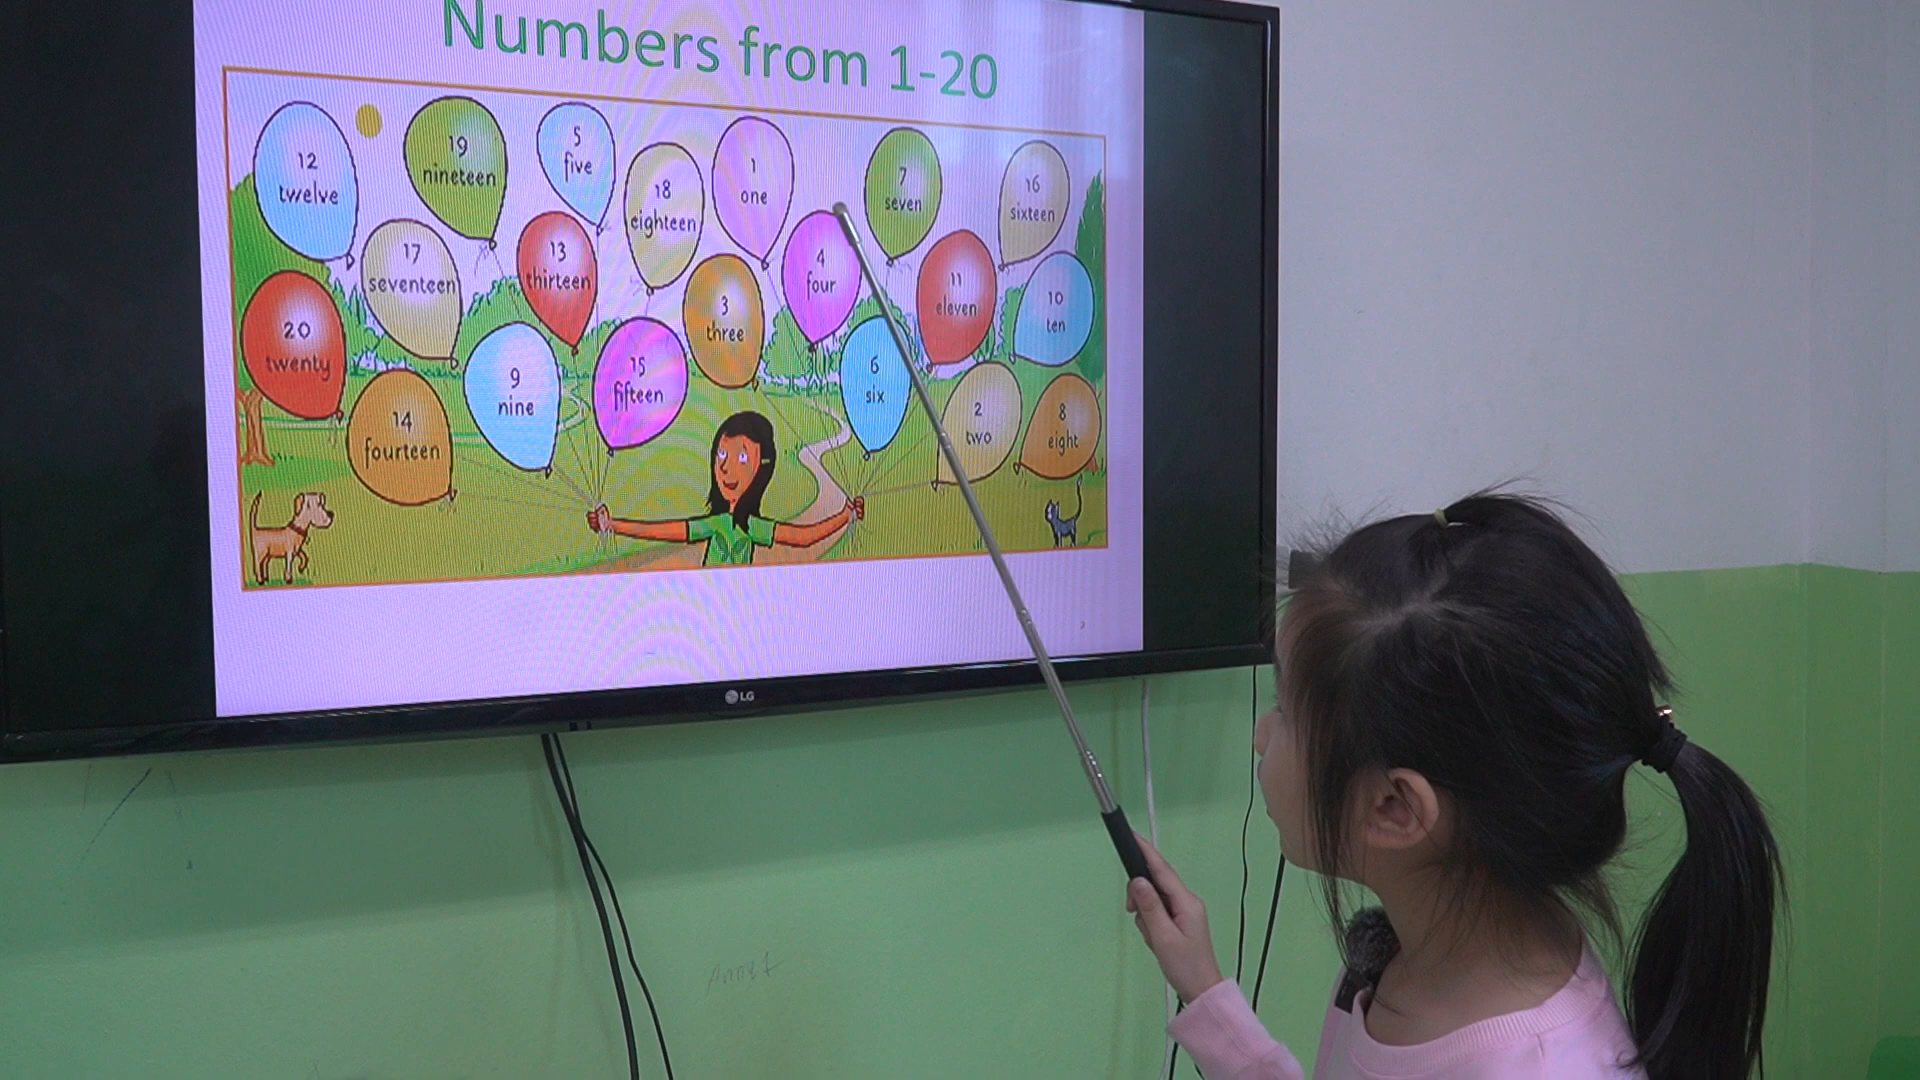 Numbers from 1-20
12
twelve
19
nineteen
5
five
18
eighteen
1
one
7
seven
16
sixteen
17
seventeen
13
thirteen
4
four
11
eleven
10
ten
20
twenty
3
three
9
nine
15
fifteen
6
six
14
fourteen
2
two
8
eight
LG